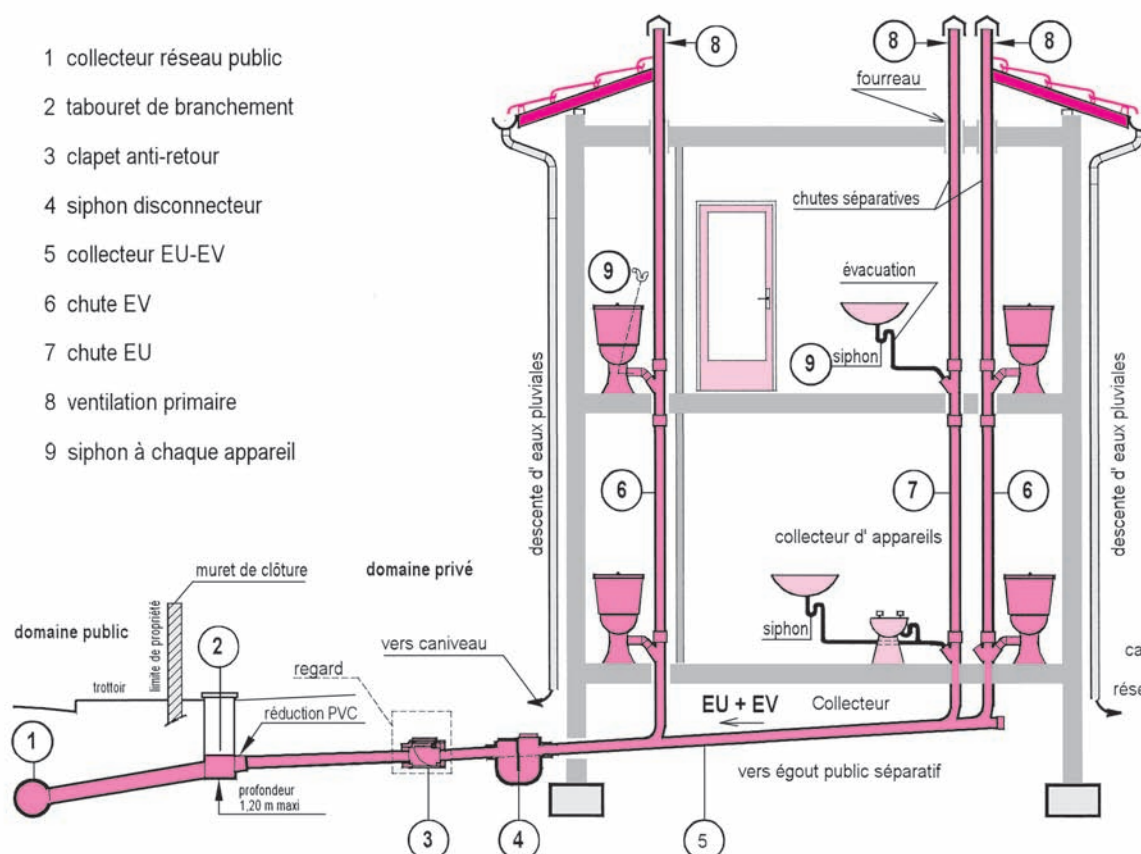 1 collecteur réseau public
2 tabouret de branchement
3 clapet anti-retour
4 siphon disconnecteur
5 collecteur EU-EV
6 chute EV
7 chute EU
8 ventilation primaire
9 siphon à chaque appareil
8
8
8
fourreau
chutes séparatives
9
évacuation
siphon
9
descente d' eaux pluviales
descente d' eaux pluviales
6
7
6
collecteur d' appareils
siphon
muret de clôture
domaine privé
domaine public
limite de propriété
2
trottoir
vers caniveau
regard
réduction PVC
EU + EV
Collecteur
ca
rése
1
profondeur
1,20 m maxi
vers égout public séparatif
3
4
5